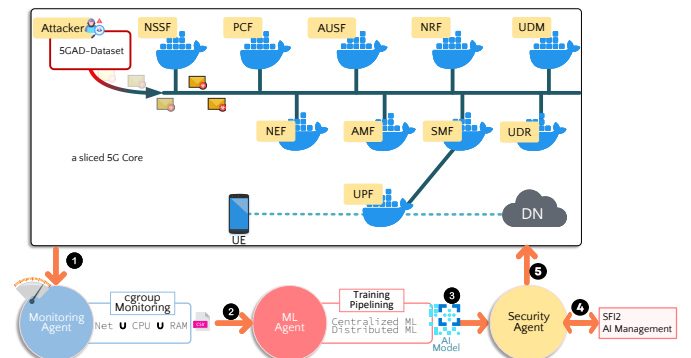 Attacker
5GAD-Dataset
NSSF
PCF
AUSF
NRF
UDM
NEF
AMF
SMF
UDR
a sliced 5G Core
UPF
UE
DN
1
Monitoring
Agent
cgroup
Monitoring
Net U CPU U RAM
CSV
2
ML
Agent
Training
Pipelining
Centralized ML
Distributed ML
3
AI
Model
Security
Agent
5
4
SFI2
AI Management